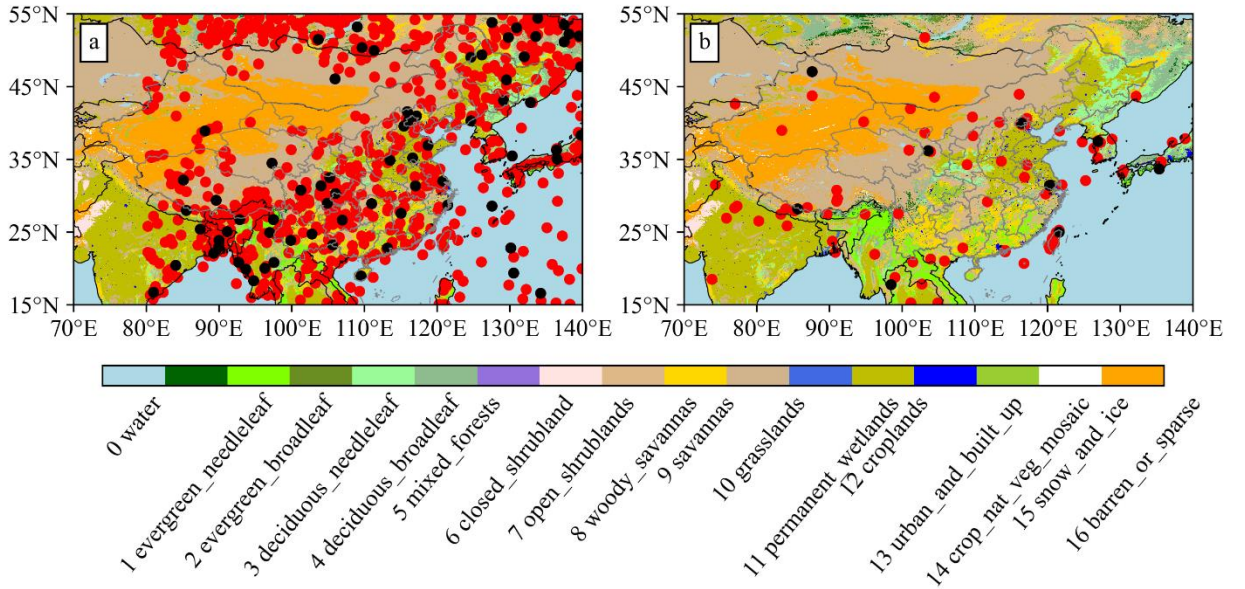 55°N
a
45°N
35°N
25°N
15°N
70°E 80°E 90°E 100°E 110°E 120°E 130°E 140°E
55°N
b
45°N
35°N
25°N
15°N
70°E 80°E 90°E 100°E 110°E 120°E 130°E 140°E
0 water
1 evergreen_needleleaf
2 evergreen_broadleaf
3 deciduous_needleleaf
4 deciduous_broadleaf
5 mixed_forests
6 closed_shrubland
7 open_shrublands
8 woody_savannas
9 savannas
10 grasslands
11 permanent_wetlands
12 croplands
13 urban_and_built_up
14 crop_nat_veg_mosaic
15 snow_and_ice
16 barren_or_sparse